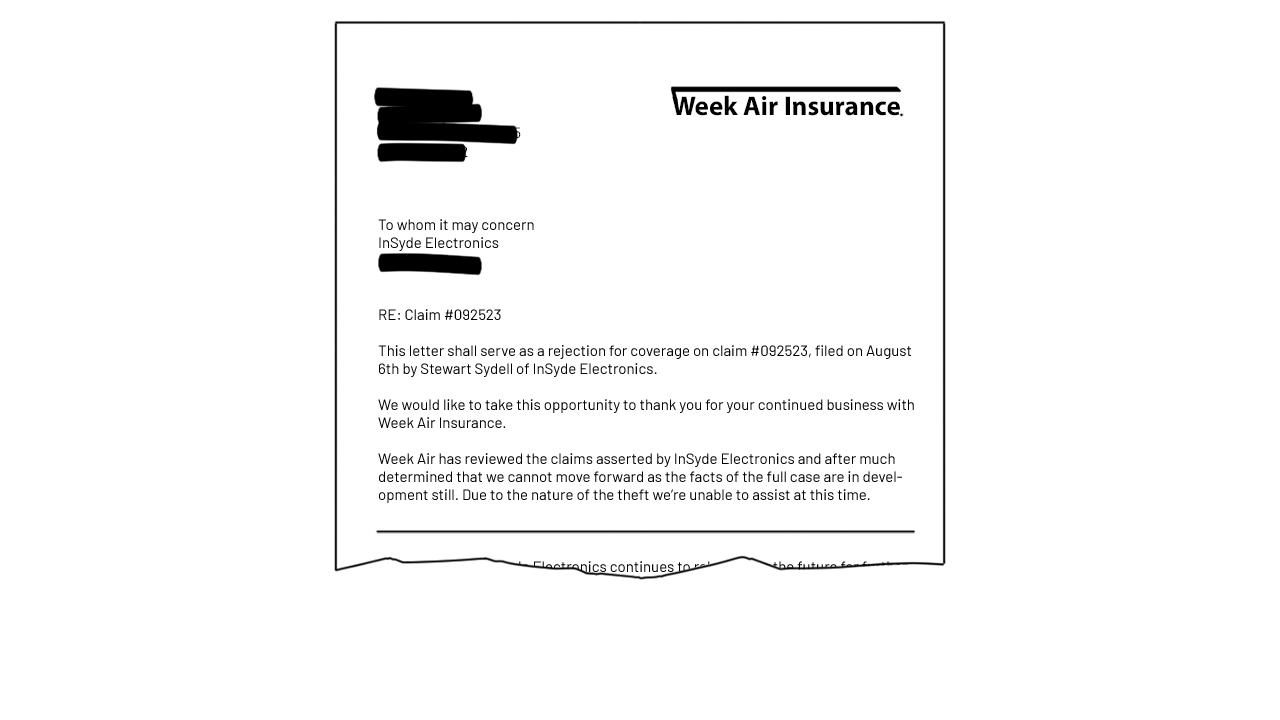 Week Air Insurance.
To whom it may concern
InSyde Electronics
RE: Claim #092523
This letter shall serve as a rejection for coverage on claim #092523, filed on August
6th by Stewart Sydell of InSyde Electronics.
We would like to take this opportunity to thank you for your continued business with
Week Air Insurance.
Week Air has reviewed the claims asserted by InSyde Electronics and after much
determined that we cannot move forward as the facts of the full case are in devel-
opment still. Due to the nature of the theft we’re unable to assist at this time.
Electronics continues to the future for